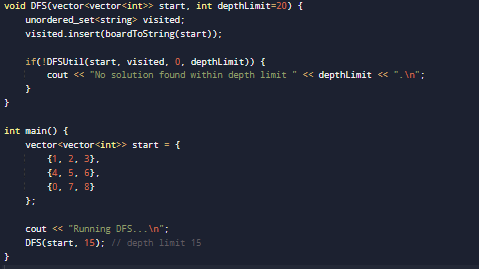 void DFS(vector<vector<int>> start, int depthLimit=20) {
    unordered_set<string> visited;
    visited.insert(boardToString(start));

    if(!DFSUtil(start, visited, 0, depthLimit)) {
        cout << "No solution found within depth limit " << depthLimit << ".\n";
    }
}

int main() {
    vector<vector<int>> start = {
        {1, 2, 3},
        {4, 5, 6},
        {0, 7, 8}
    };

    cout << "Running DFS...\n";
    DFS(start, 15); // depth limit 15
}